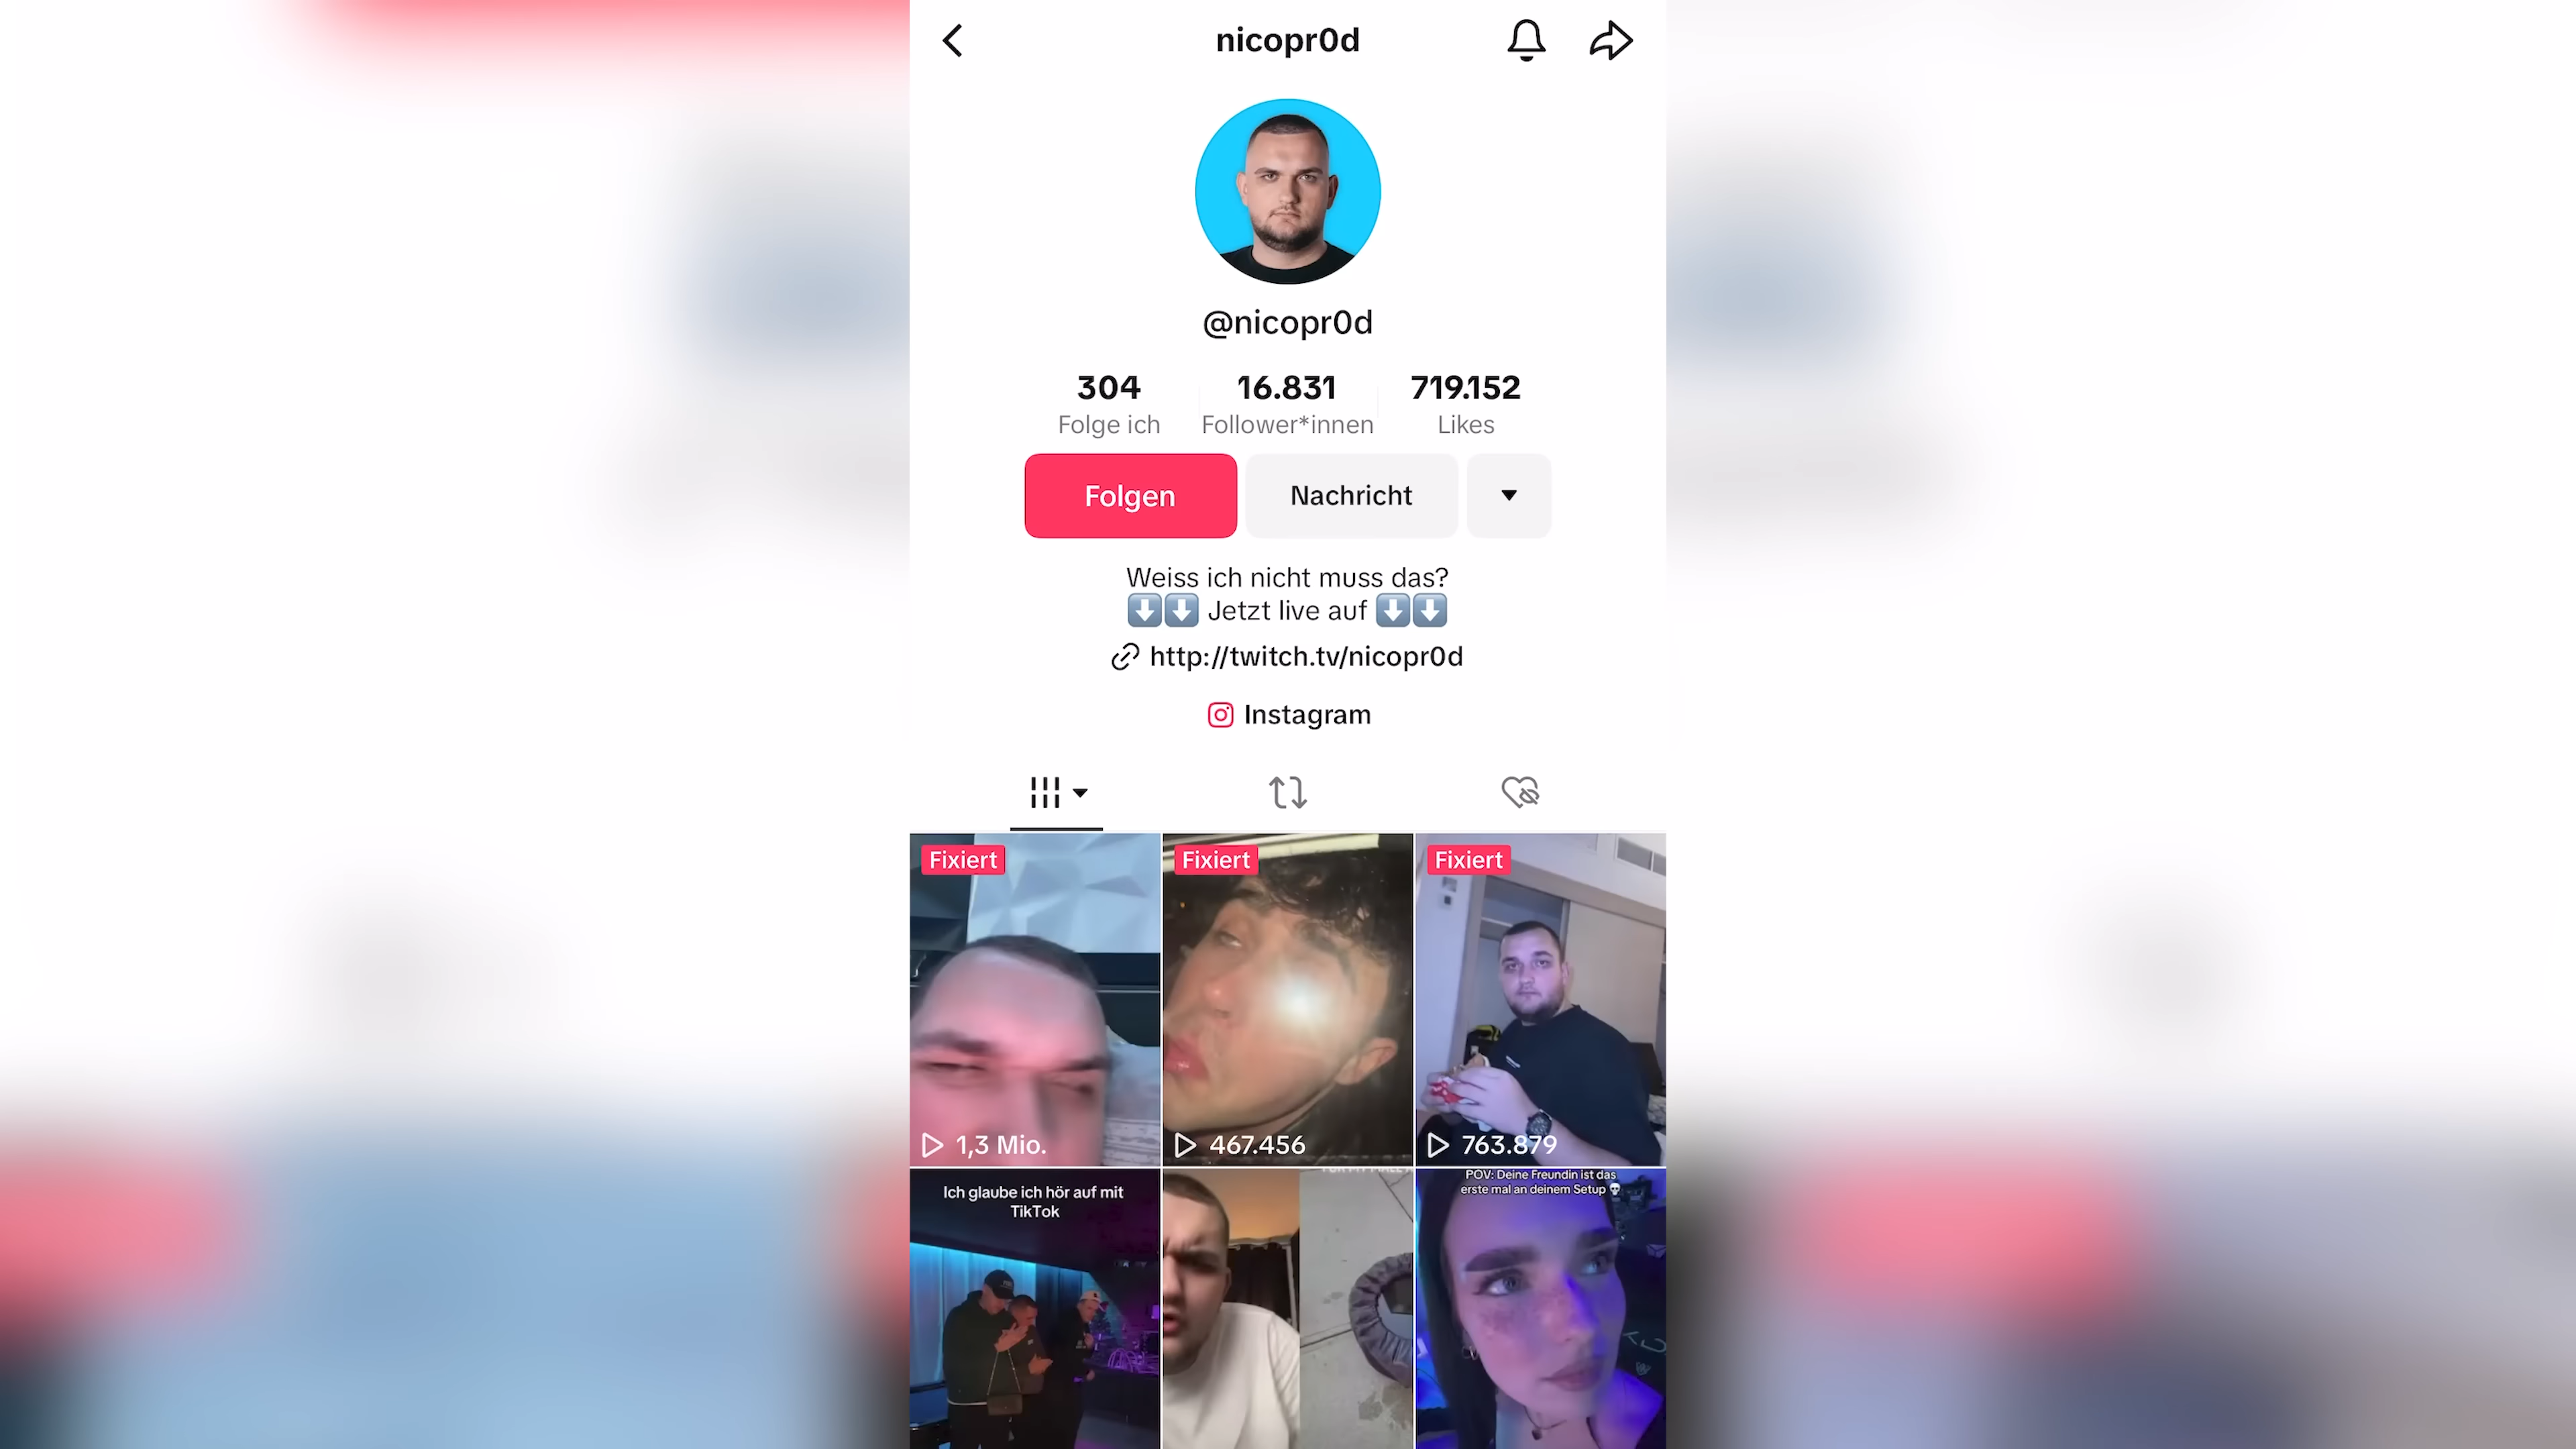 nicopr0d
@nicopr0d
304 16.831 719.152
Folge ich Follower*innen Likes
Folgen Nachricht
Weiss ich nicht muss das?
⬇️⬇️ Jetzt live auf ⬇️⬇️
http://twitch.tv/nicopr0d
Instagram
Fixiert Fixiert Fixiert
1,3 Mio. 467.456 763.879
Ich glaube ich hör auf mit
TikTok
POV: Deine Freundin ist das
erste mal an deinem Setup 💀